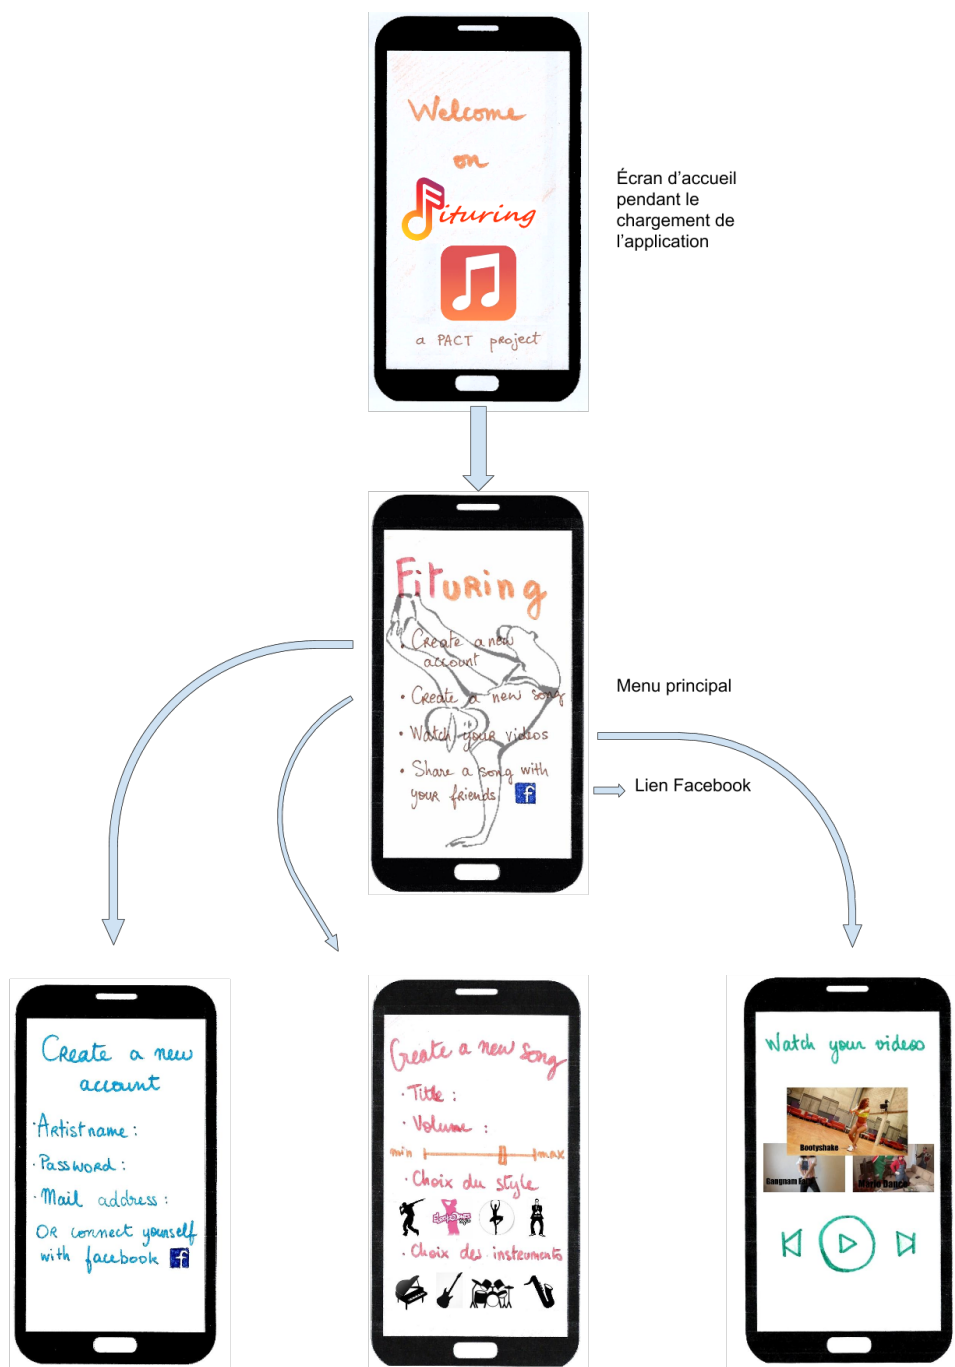 Welcome
on
Fituring
a PACT project
Écran d'accueil
pendant le
chargement de
l'application
Fituring
• Create a new
account
• Create a new song
• Watch your videos
• Share a song with
your friends f
Menu principal
Lien Facebook
Create a new
account
• Artist name :
• Password :
• Mail address :
OR connect yourself
with facebook f
Create a new song
• Title :
• Volume :
min max
• Choix du style
• Choix des instruments
Watch your videos
Bootyshake
Gangnam
Mario Dance